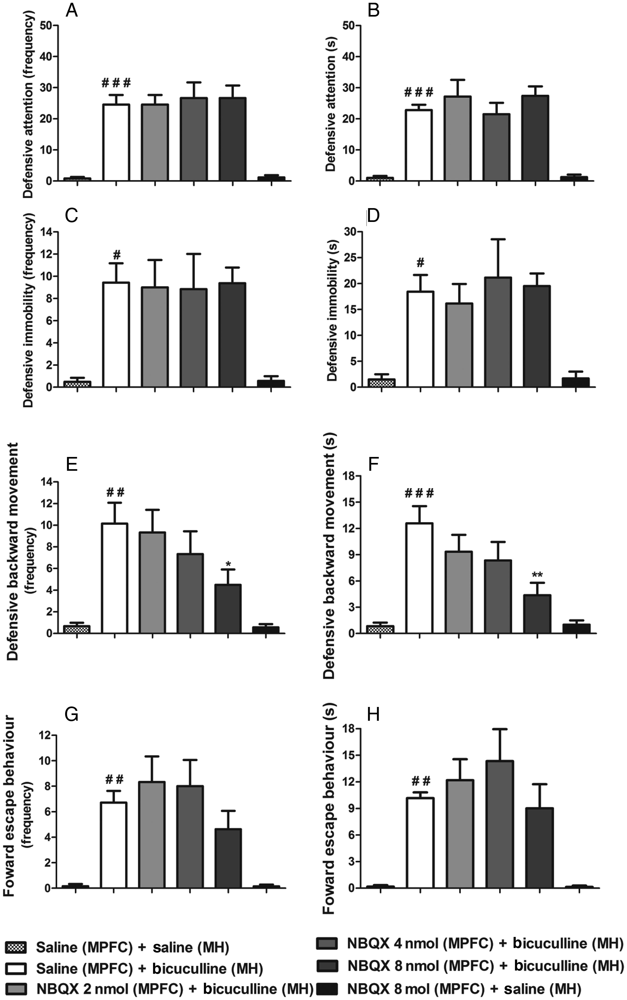 A
Defensive attention (frequency)
50
40
30
20
10
0
# # #
B
Defensive attention (s)
50
40
30
20
10
0
# # #
C
Defensive immobility (frequency)
14
12
10
8
6
4
2
0
#
D
Defensive immobility (s)
30
25
20
15
10
5
0
#
E
Defensive backward movement
(frequency)
14
12
10
8
6
4
2
0
# #
*
F
Defensive backward movement (s)
18
15
12
9
6
3
0
# # #
**
G
Foward escape behaviour
(frequency)
12
10
8
6
4
2
0
# #
H
Foward escape behaviour (s)
18
15
12
9
6
3
0
# #
Saline (MPFC) + saline (MH)
Saline (MPFC) + bicuculline (MH)
NBQX 2 nmol (MPFC) + bicuculline (MH)
NBQX 4 nmol (MPFC) + bicuculline (MH)
NBQX 8 nmol (MPFC) + bicuculline (MH)
NBQX 8 mol (MPFC) + saline (MH)